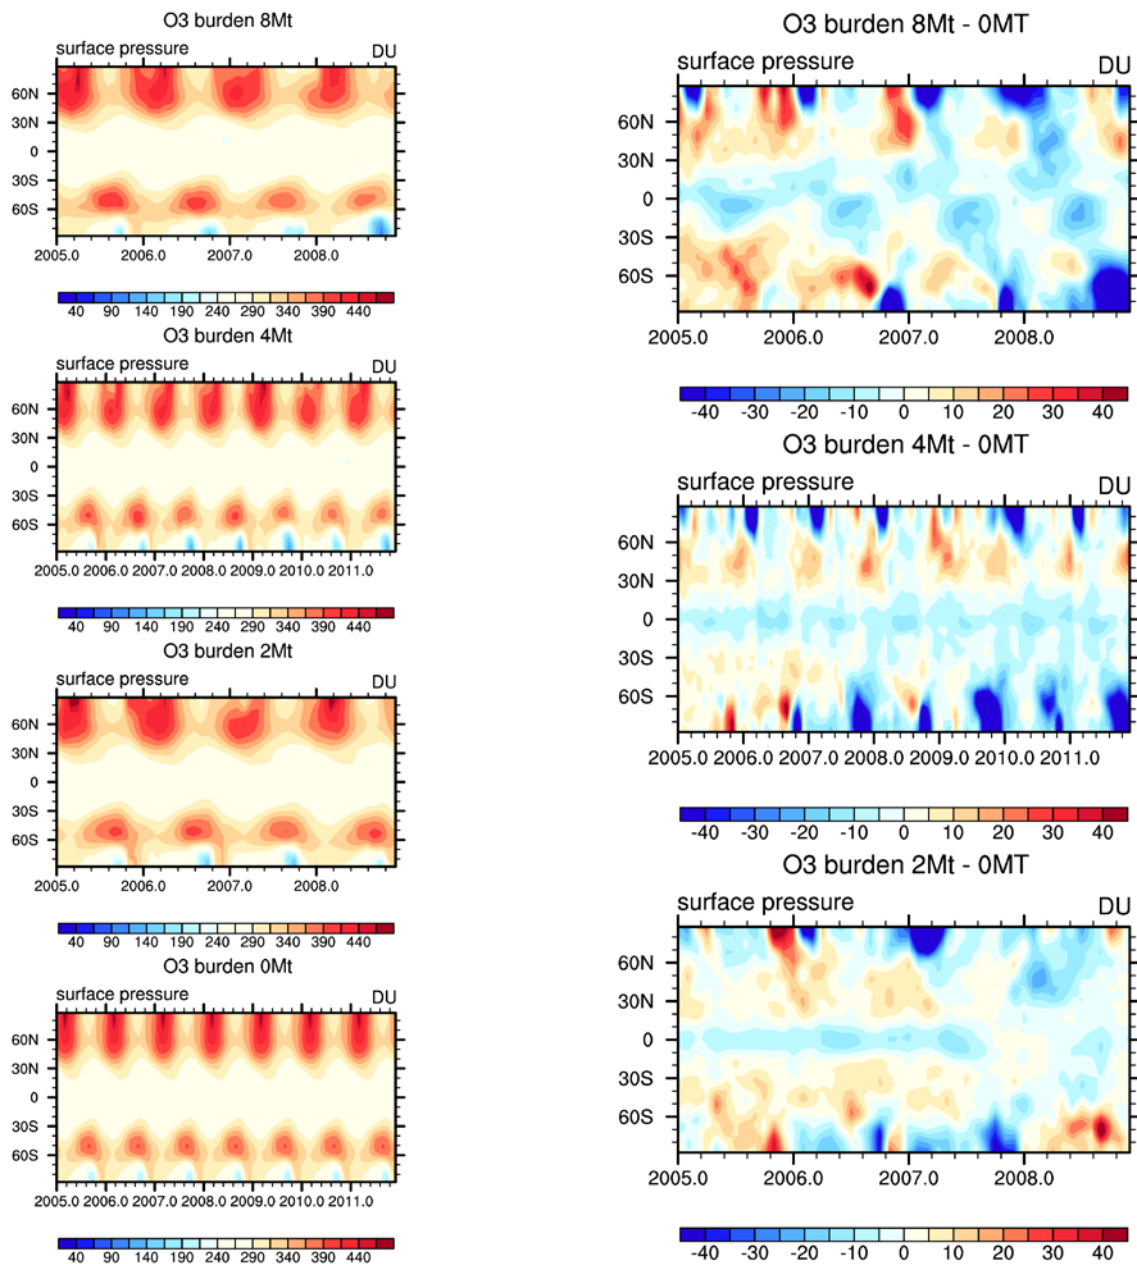 O3 burden 8Mt
surface pressure DU
60N
30N
0
30S
60S
2005.0 2006.0 2007.0 2008.0
40 90 140 190 240 290 340 390 440
O3 burden 4Mt
surface pressure DU
60N
30N
0
30S
60S
2005.0 2006.0 2007.0 2008.0 2009.0 2010.0 2011.0
40 90 140 190 240 290 340 390 440
O3 burden 2Mt
surface pressure DU
60N
30N
0
30S
60S
2005.0 2006.0 2007.0 2008.0
40 90 140 190 240 290 340 390 440
O3 burden 0Mt
surface pressure DU
60N
30N
0
30S
60S
2005.0 2006.0 2007.0 2008.0 2009.0 2010.0 2011.0
40 90 140 190 240 290 340 390 440
O3 burden 8Mt - 0MT
surface pressure DU
60N
30N
0
30S
60S
2005.0 2006.0 2007.0 2008.0
-40 -30 -20 -10 0 10 20 30 40
O3 burden 4Mt - 0MT
surface pressure DU
60N
30N
0
30S
60S
2005.0 2006.0 2007.0 2008.0 2009.0 2010.0 2011.0
-40 -30 -20 -10 0 10 20 30 40
O3 burden 2Mt - 0MT
surface pressure DU
60N
30N
0
30S
60S
2005.0 2006.0 2007.0 2008.0
-40 -30 -20 -10 0 10 20 30 40